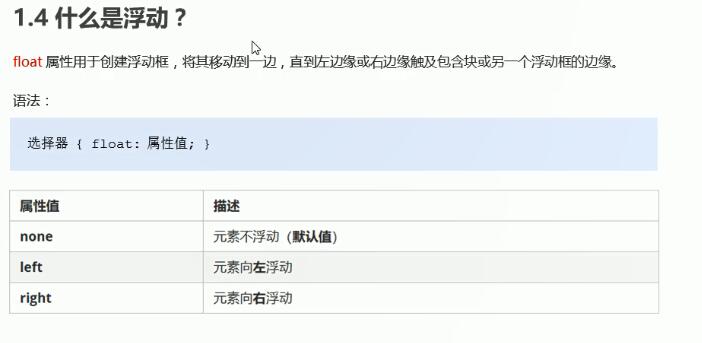 1.4 什么是浮动？
float 属性用于创建浮动框，将其移动到一边，直到左边缘或右边缘触及包含块或另一个浮动框的边缘。
语法：
选择器 { float: 属性值; }
属性值 描述
none 元素不浮动（默认值）
left 元素向左浮动
right 元素向右浮动